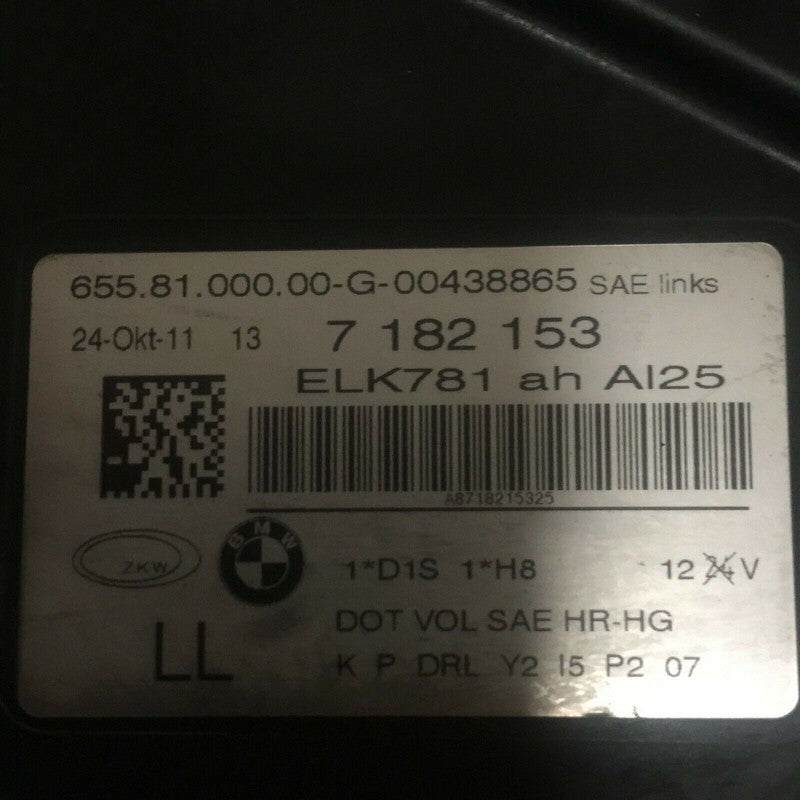 655.81.000.00-G-00438865 SAE links
24-Okt-11 13 7 182 153
ELK781 ah AI25
A8718215325
ZKW
BMW
1*D1S 1*H8 12 24 V
LL
DOT VOL SAE HR-HG
K P DRL Y2 I5 P2 07